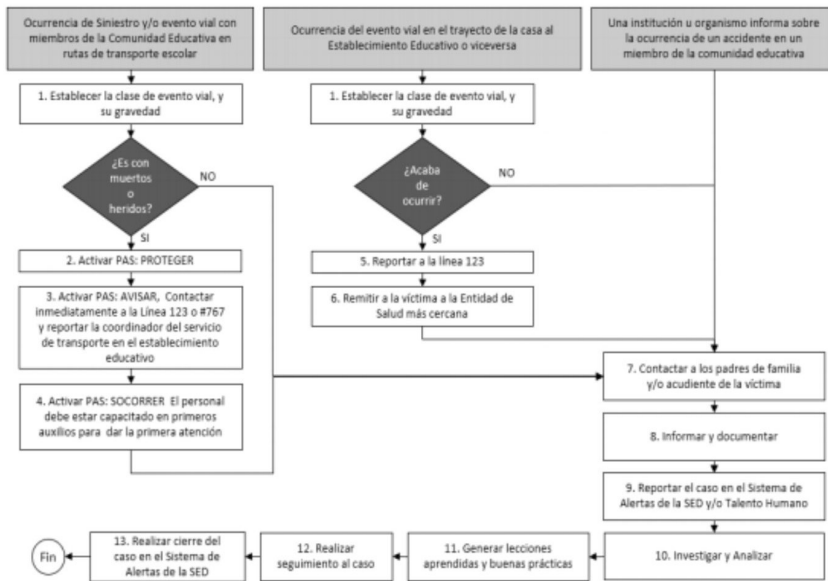 Ocurrencia de Siniestro y/o evento vial con
miembros de la Comunidad Educativa en
rutas de transporte escolar
Ocurrencia del evento vial en el trayecto de la casa al
Establecimiento Educativo o viceversa
Una institución u organismo informa sobre
la ocurrencia de un accidente en un
miembro de la comunidad educativa
1. Establecer la clase de evento vial, y
su gravedad
1. Establecer la clase de evento vial, y
su gravedad
¿Es con
muertos
o
heridos?
NO
SI
¿Acaba
de
ocurrir?
NO
SI
2. Activar PAS: PROTEGER
3. Activar PAS: AVISAR, Contactar
inmediatamente a la Línea 123 o #767
y reportar la coordinador del servicio
de transporte en el establecimiento
educativo
4. Activar PAS: SOCORRER El personal
debe estar capacitado en primeros
auxilios para dar la primera atención
5. Reportar a la línea 123
6. Remitir a la víctima a la Entidad de
Salud más cercana
7. Contactar a los padres de familia
y/o acudiente de la víctima
8. Informar y documentar
9. Reportar el caso en el Sistema de
Alertas de la SED y/o Talento Humano
10. Investigar y Analizar
11. Generar lecciones
aprendidas y buenas prácticas
12. Realizar
seguimiento al caso
13. Realizar cierre del
caso en el Sistema de
Alertas de la SED
Fin